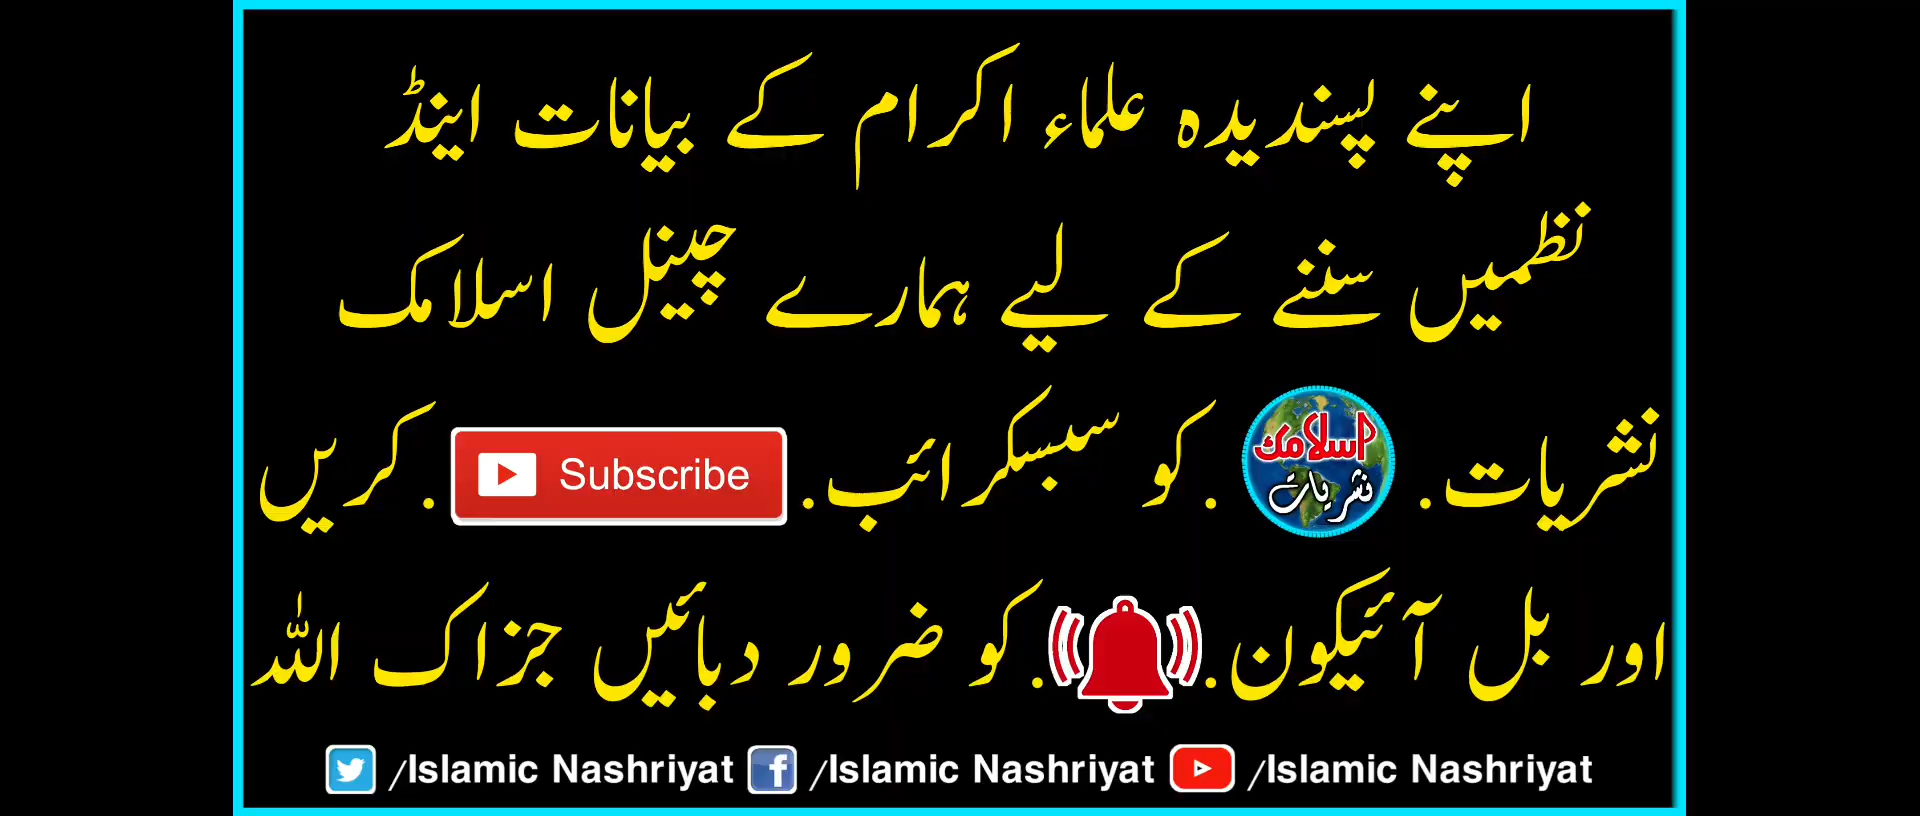 اپنے پسندیدہ علماء اکرام کے بیانات اینڈ
نظمیں سننے کے لیے ہمارے چینل اسلامک
نشریات. اسلامک نشریات .کو سبسکرائب. Subscribe .کریں
اور بل آئیکون. .کو ضرور دبائیں جزاک اللہ
/Islamic Nashriyat /Islamic Nashriyat /Islamic Nashriyat